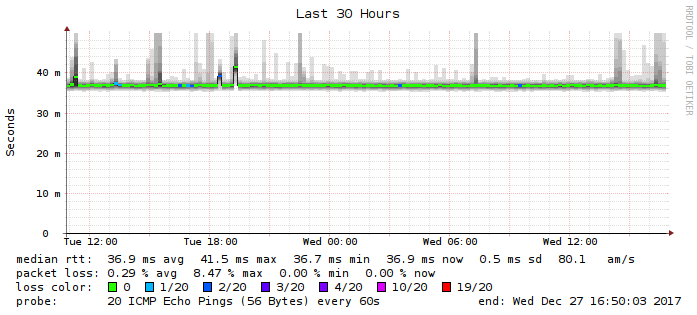 Last 30 Hours
RRDTOOL / TOBI OETIKER
Seconds
40 m
30 m
20 m
10 m
0
Tue 12:00 Tue 18:00 Wed 00:00 Wed 06:00 Wed 12:00
median rtt: 36.9 ms avg 41.5 ms max 36.7 ms min 36.9 ms now 0.5 ms sd 80.1 am/s
packet loss: 0.29 % avg 8.47 % max 0.00 % min 0.00 % now
loss color: 0 1/20 2/20 3/20 4/20 10/20 19/20
probe: 20 ICMP Echo Pings (56 Bytes) every 60s end: Wed Dec 27 16:50:03 2017